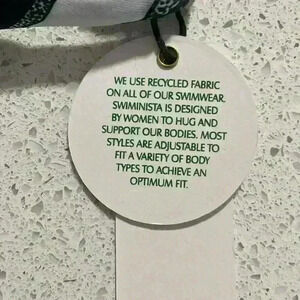 WE USE RECYCLED FABRIC
ON ALL OF OUR SWIMWEAR.
SWIMINISTA IS DESIGNED
BY WOMEN TO HUG AND
SUPPORT OUR BODIES. MOST
STYLES ARE ADJUSTABLE TO
FIT A VARIETY OF BODY
TYPES TO ACHIEVE AN
OPTIMUM FIT.